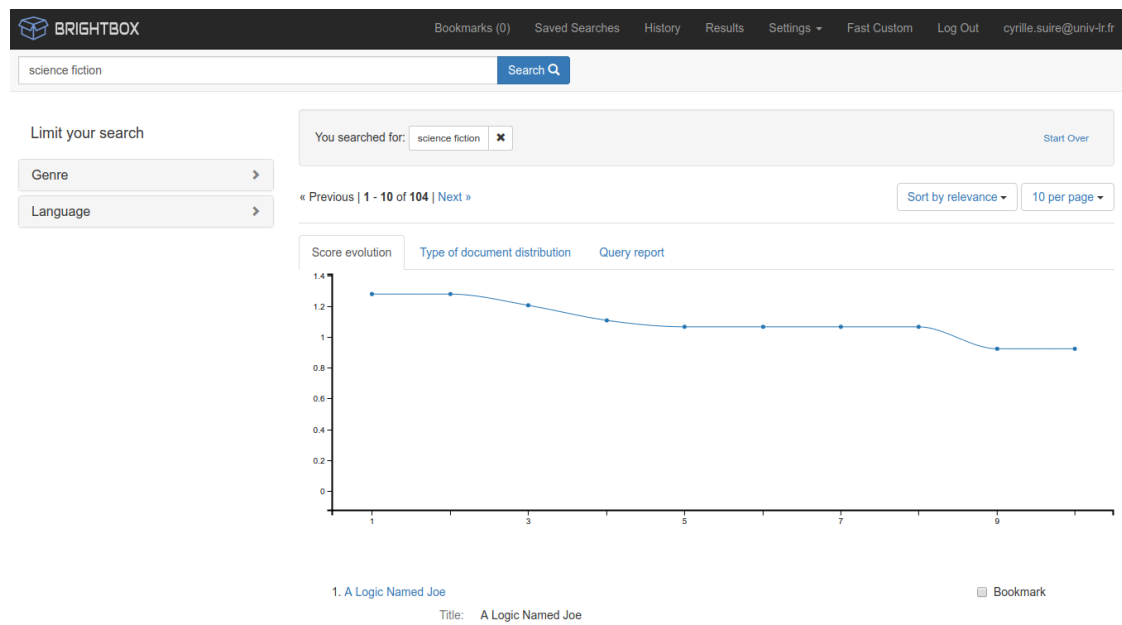 BRIGHTBOX Bookmarks (0) Saved Searches History Results Settings Fast Custom Log Out cyrille.suire@univ-lr.fr
science fiction Search
Limit your search
You searched for: science fiction ✖ Start Over
Genre
Language
« Previous | 1 - 10 of 104 | Next » Sort by relevance 10 per page
Score evolution Type of document distribution Query report
1.4
1.2
1
0.8
0.6
0.4
0.2
0
1 3 5 7 9
1. A Logic Named Joe Bookmark
Title: A Logic Named Joe